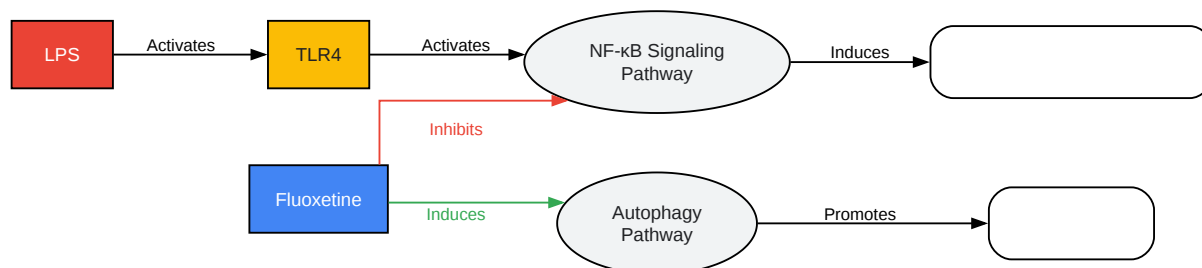 LPS
Activates
TLR4
Activates
NF-κB Signaling
Pathway
Induces
Inhibits
Fluoxetine
Induces
Autophagy
Pathway
Promotes